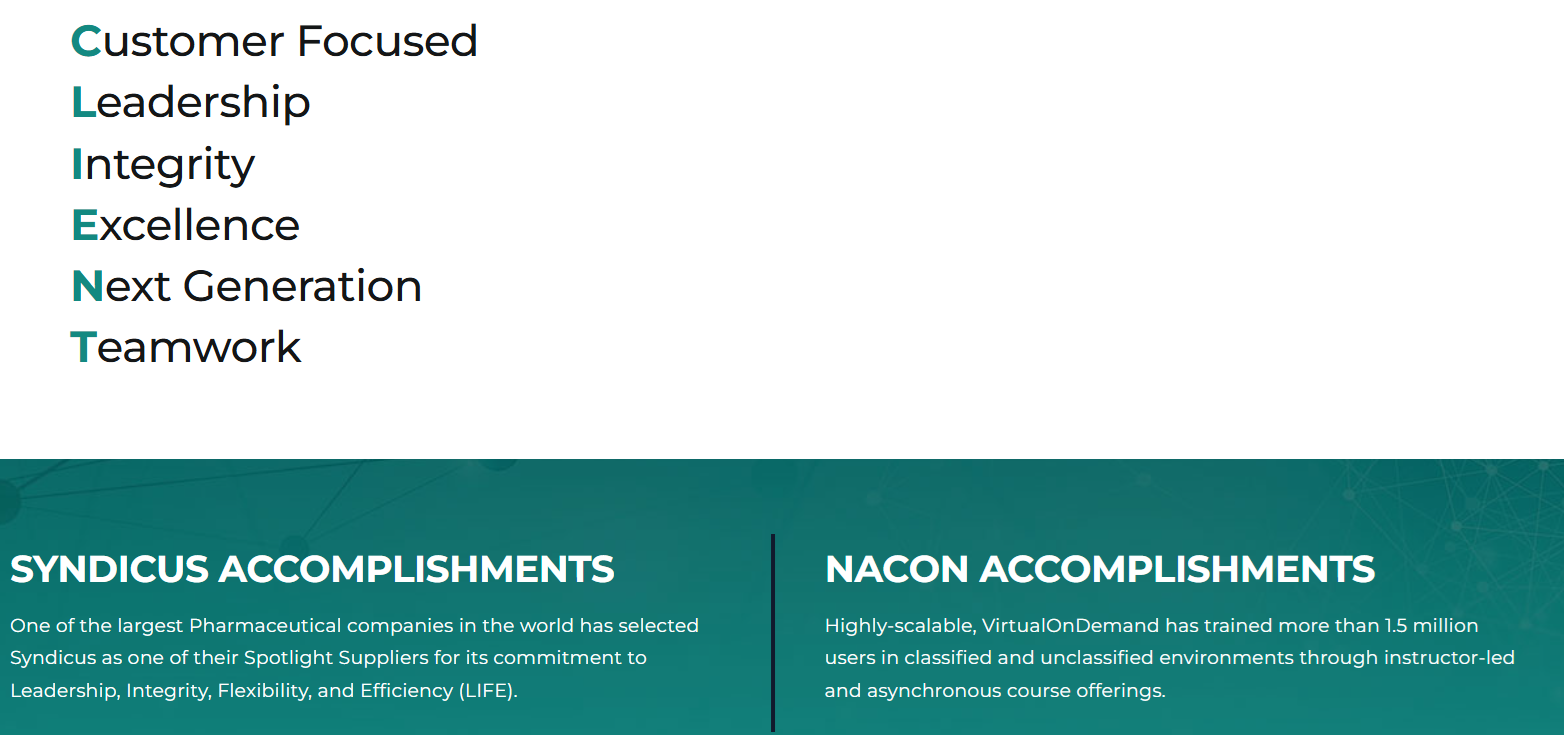 Customer Focused
Leadership
Integrity
Excellence
Next Generation
Teamwork
SYNDICUS ACCOMPLISHMENTS
One of the largest Pharmaceutical companies in the world has selected
Syndicus as one of their Spotlight Suppliers for its commitment to
Leadership, Integrity, Flexibility, and Efficiency (LIFE).
NACON ACCOMPLISHMENTS
Highly-scalable, VirtualOnDemand has trained more than 1.5 million
users in classified and unclassified environments through instructor-led
and asynchronous course offerings.